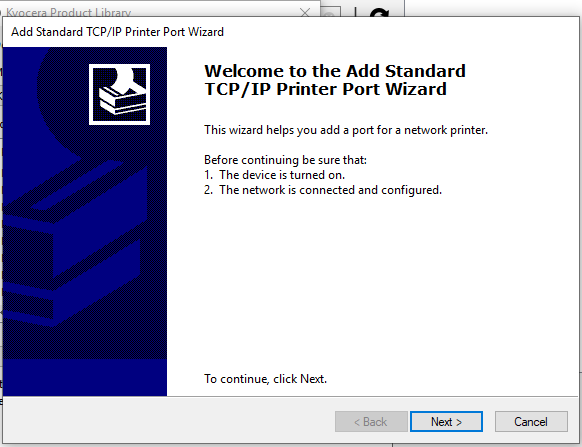 Kyocera Product Library
Add Standard TCP/IP Printer Port Wizard
Welcome to the Add Standard
TCP/IP Printer Port Wizard
This wizard helps you add a port for a network printer.
Before continuing be sure that:
1. The device is turned on.
2. The network is connected and configured.
To continue, click Next.
< Back
Next >
Cancel